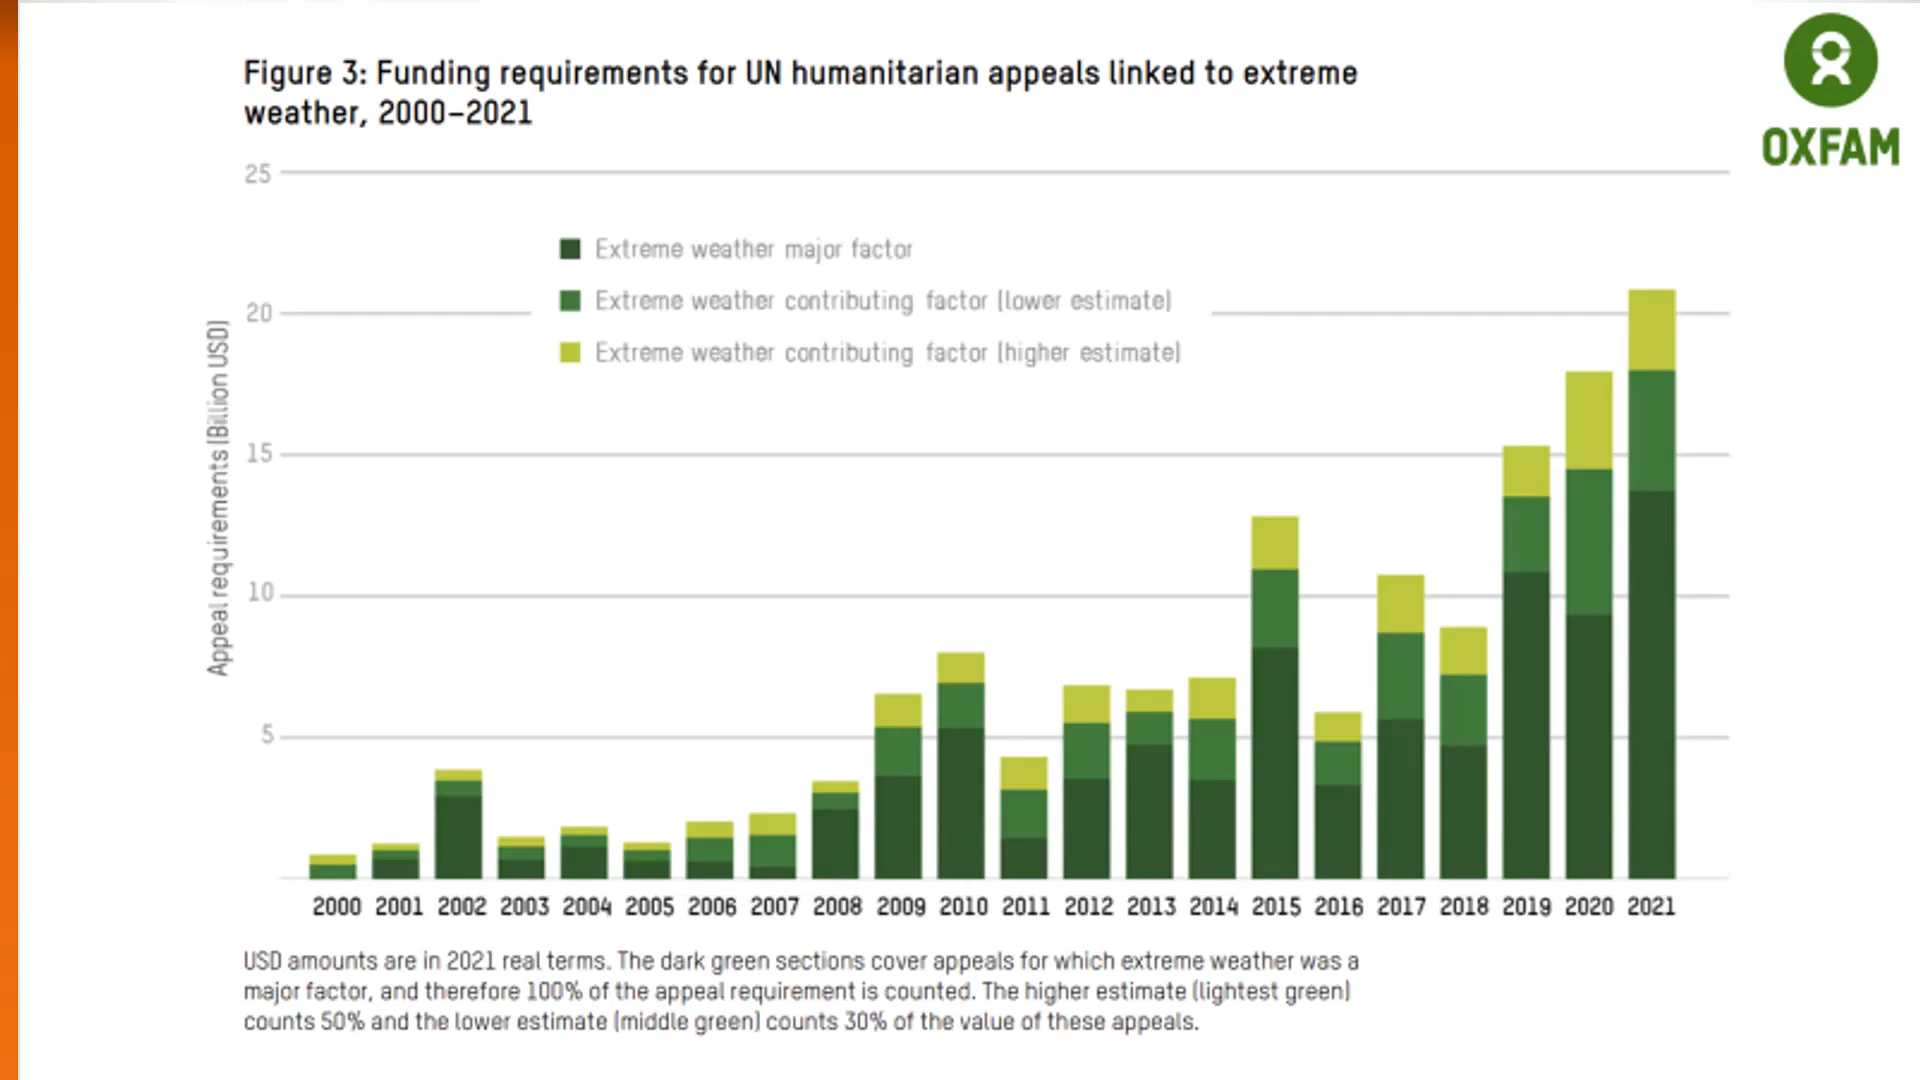 Figure 3: Funding requirements for UN humanitarian appeals linked to extreme
weather, 2000–2021
OXFAM
25
Extreme weather major factor
Extreme weather contributing factor (lower estimate)
20
Extreme weather contributing factor (higher estimate)
Appeal requirements (Billion USD)
15
10
5
2000 2001 2002 2003 2004 2005 2006 2007 2008 2009 2010 2011 2012 2013 2014 2015 2016 2017 2018 2019 2020 2021
USD amounts are in 2021 real terms. The dark green sections cover appeals for which extreme weather was a
major factor, and therefore 100% of the appeal requirement is counted. The higher estimate (lightest green)
counts 50% and the lower estimate (middle green) counts 30% of the value of these appeals.